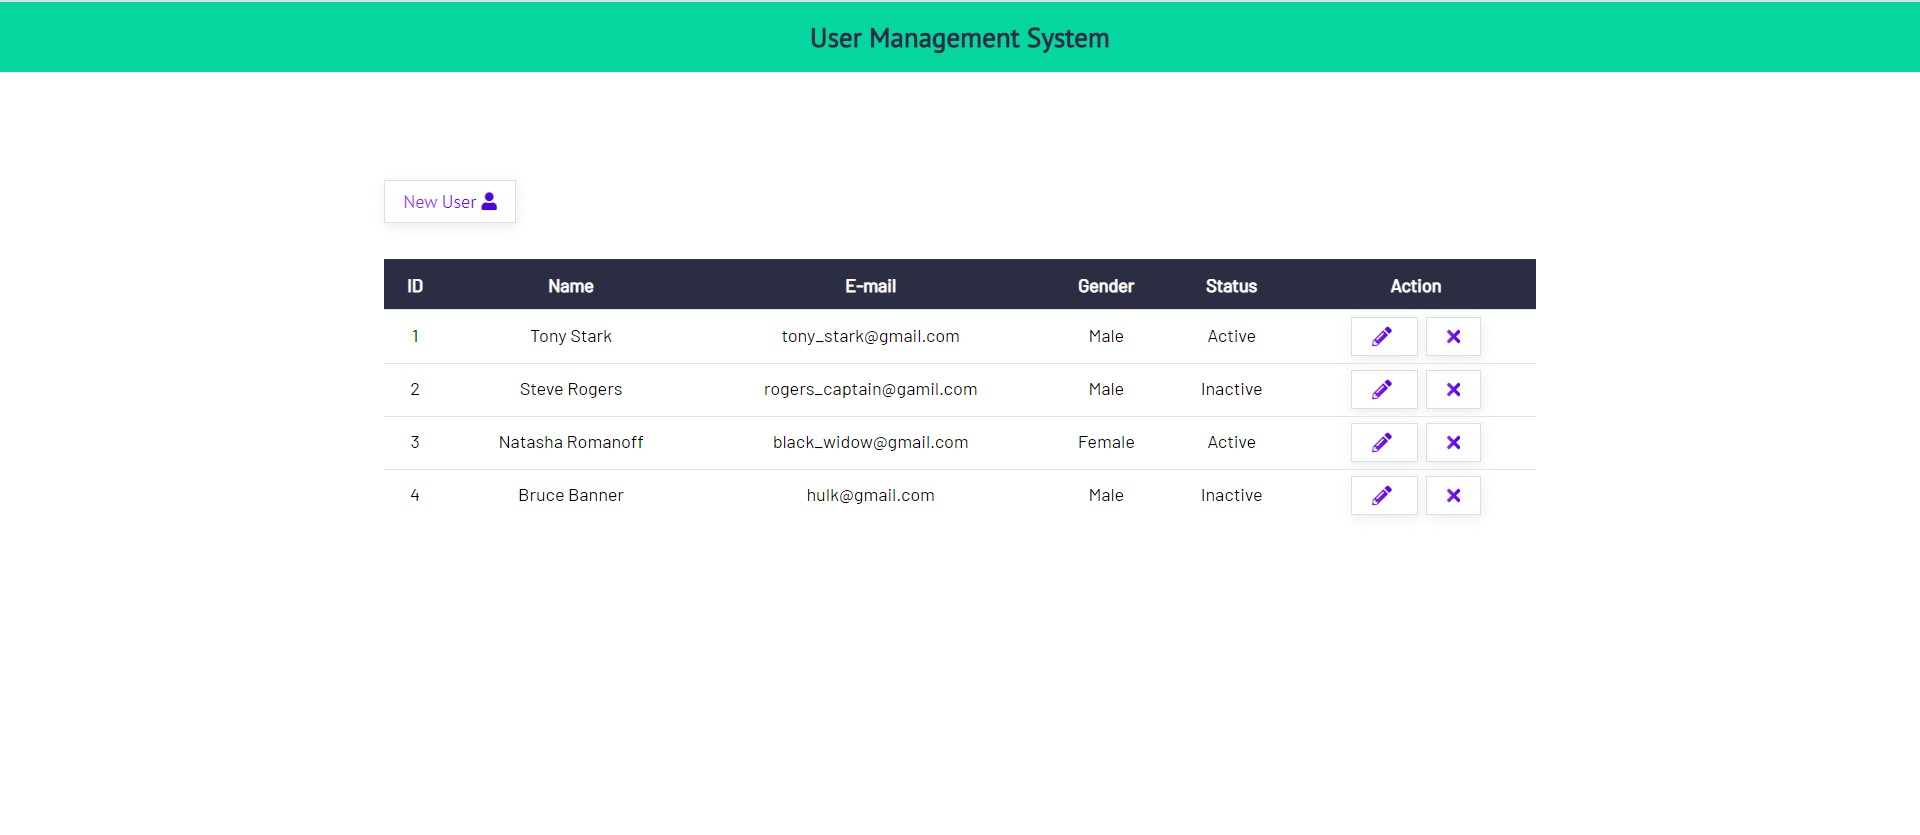 User Management System
New User
ID Name E-mail Gender Status Action
1 Tony Stark tony_stark@gmail.com Male Active
2 Steve Rogers rogers_captain@gamil.com Male Inactive
3 Natasha Romanoff black_widow@gmail.com Female Active
4 Bruce Banner hulk@gmail.com Male Inactive